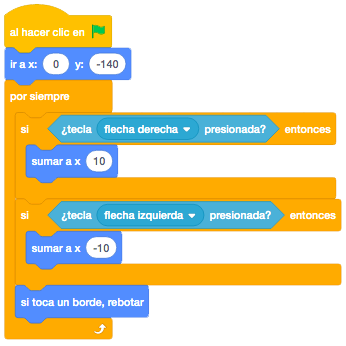 al hacer clic en
ir a x: 0 y: -140
por siempre
si ¿tecla flecha derecha presionada? entonces
sumar a x 10
si ¿tecla flecha izquierda presionada? entonces
sumar a x -10
si toca un borde, rebotar